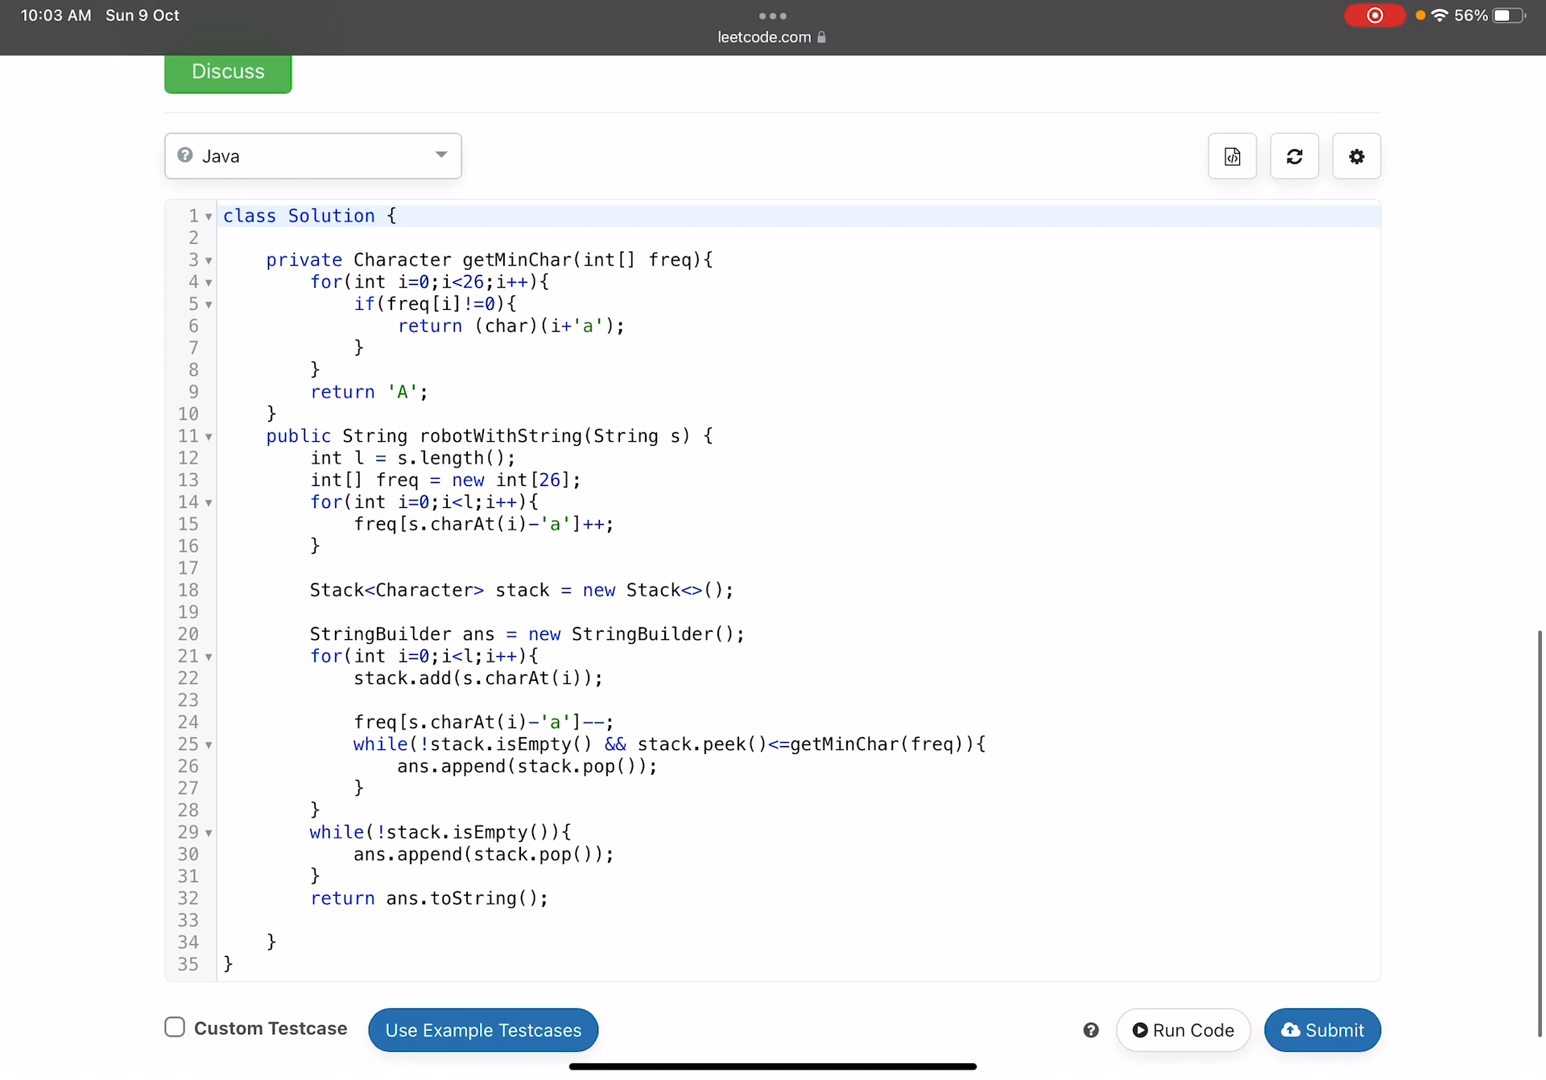 10:03 AM Sun 9 Oct
56%
leetcode.com
Discuss
Java
1 class Solution {
2
3     private Character getMinChar(int[] freq){
4         for(int i=0;i<26;i++){
5             if(freq[i]!=0){
6                 return (char)(i+'a');
7             }
8         }
9         return 'A';
10     }
11     public String robotWithString(String s) {
12         int l = s.length();
13         int[] freq = new int[26];
14         for(int i=0;i<l;i++){
15             freq[s.charAt(i)-'a']++;
16         }
17
18         Stack<Character> stack = new Stack<>();
19
20         StringBuilder ans = new StringBuilder();
21         for(int i=0;i<l;i++){
22             stack.add(s.charAt(i));
23
24             freq[s.charAt(i)-'a']--;
25             while(!stack.isEmpty() && stack.peek()<=getMinChar(freq)){
26                 ans.append(stack.pop());
27             }
28         }
29         while(!stack.isEmpty()){
30             ans.append(stack.pop());
31         }
32         return ans.toString();
33
34     }
35 }
Custom Testcase
Use Example Testcases
Run Code
Submit